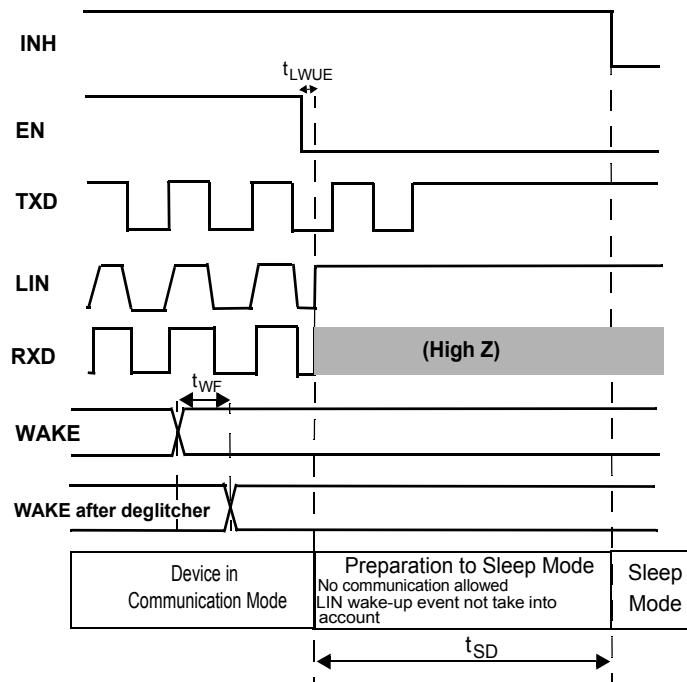 INH
tLWUE
EN
TXD
LIN
RXD
(High Z)
tWF
WAKE
WAKE after deglitcher
Device in
Communication Mode
Preparation to Sleep Mode
No communication allowed
LIN wake-up event not take into
account
Sleep
Mode
tSD